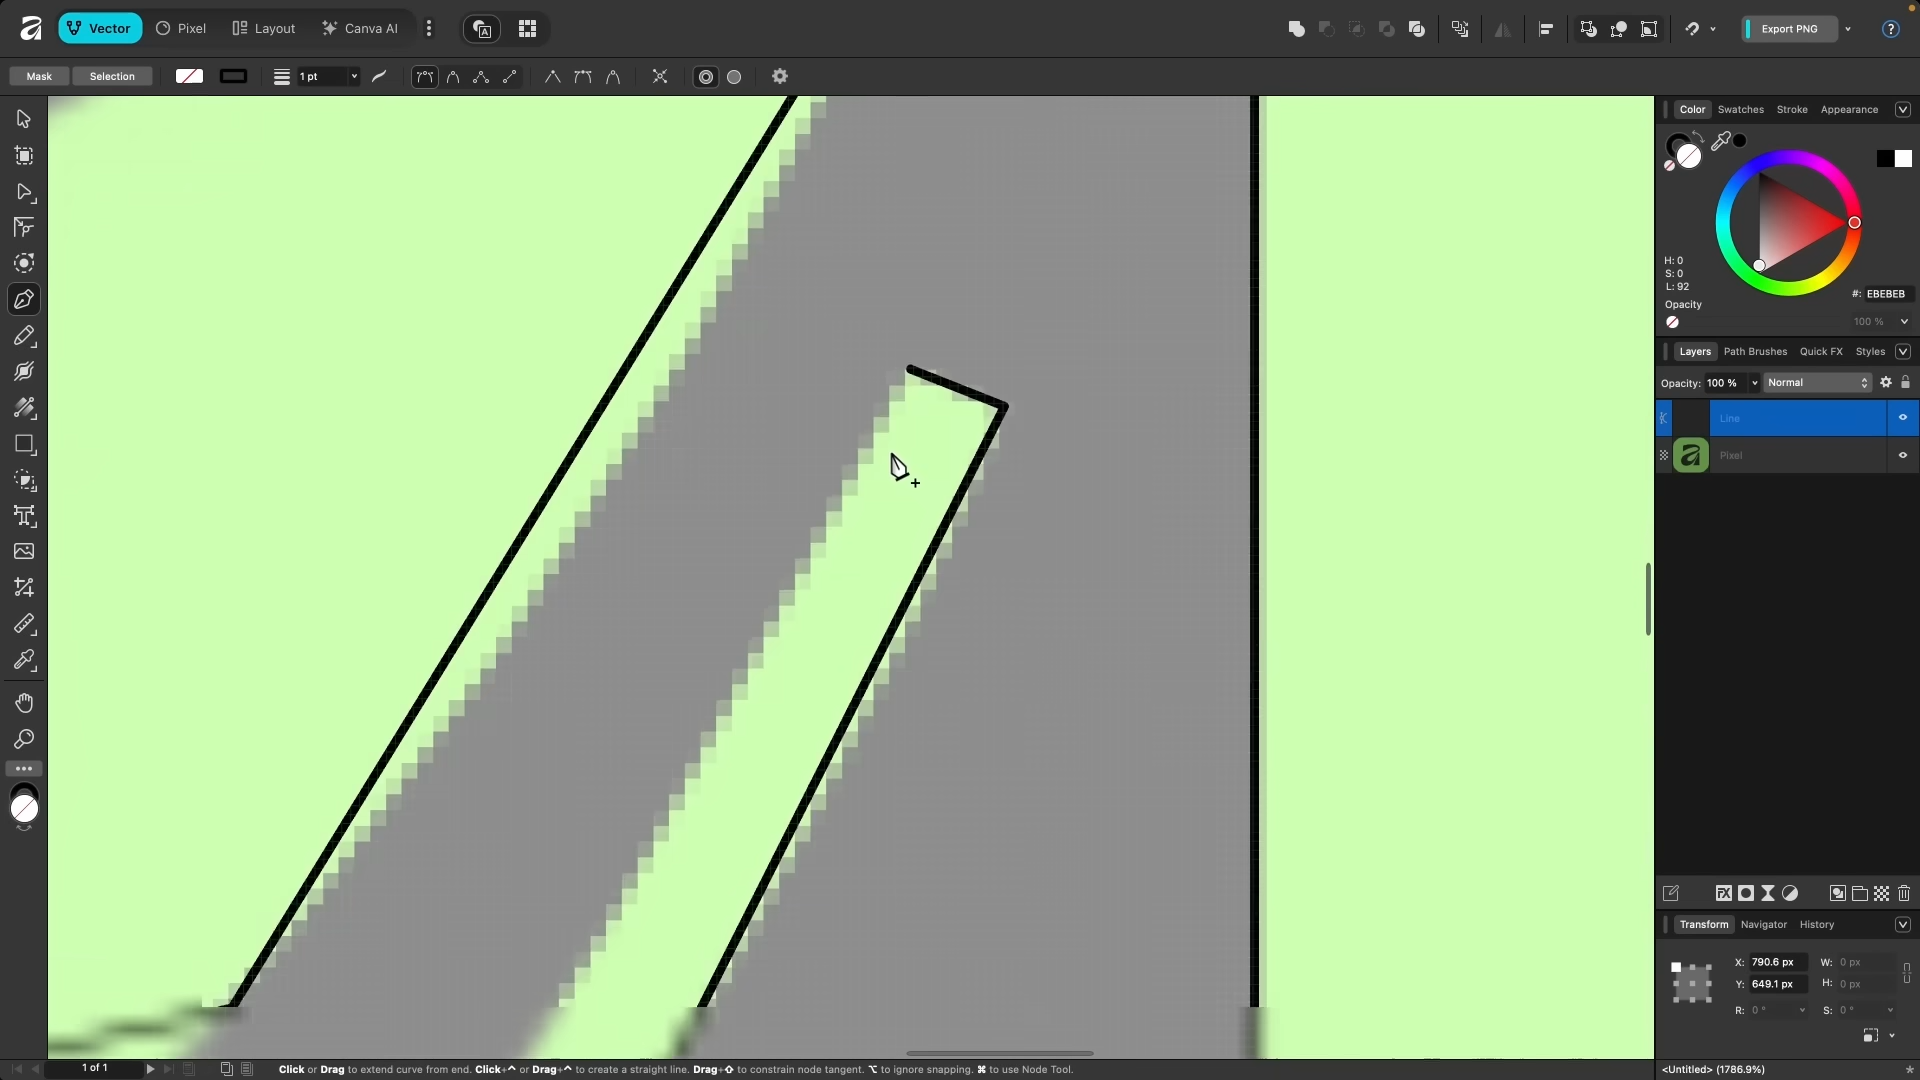 Vector
Pixel
Layout
Canva AI
Export PNG
Mask
Selection
1 pt
Color
Swatches
Stroke
Appearance
H: 0
S: 0
L: 92
#: EBEBEB
Opacity
100 %
Layers
Path Brushes
Quick FX
Styles
Opacity: 100 %
Normal
Line
Pixel
Transform
Navigator
History
X: 790.6 px
W: 0 px
Y: 649.1 px
H: 0 px
R: 0 °
S: 0 °
1 of 1
Click or Drag to extend curve from end. Click+⌃ or Drag+⌃ to create a straight line. Drag+⇧ to constrain node tangent. ⌥ to ignore snapping. ⌘ to use Node Tool.
<Untitled> (1786.9%)